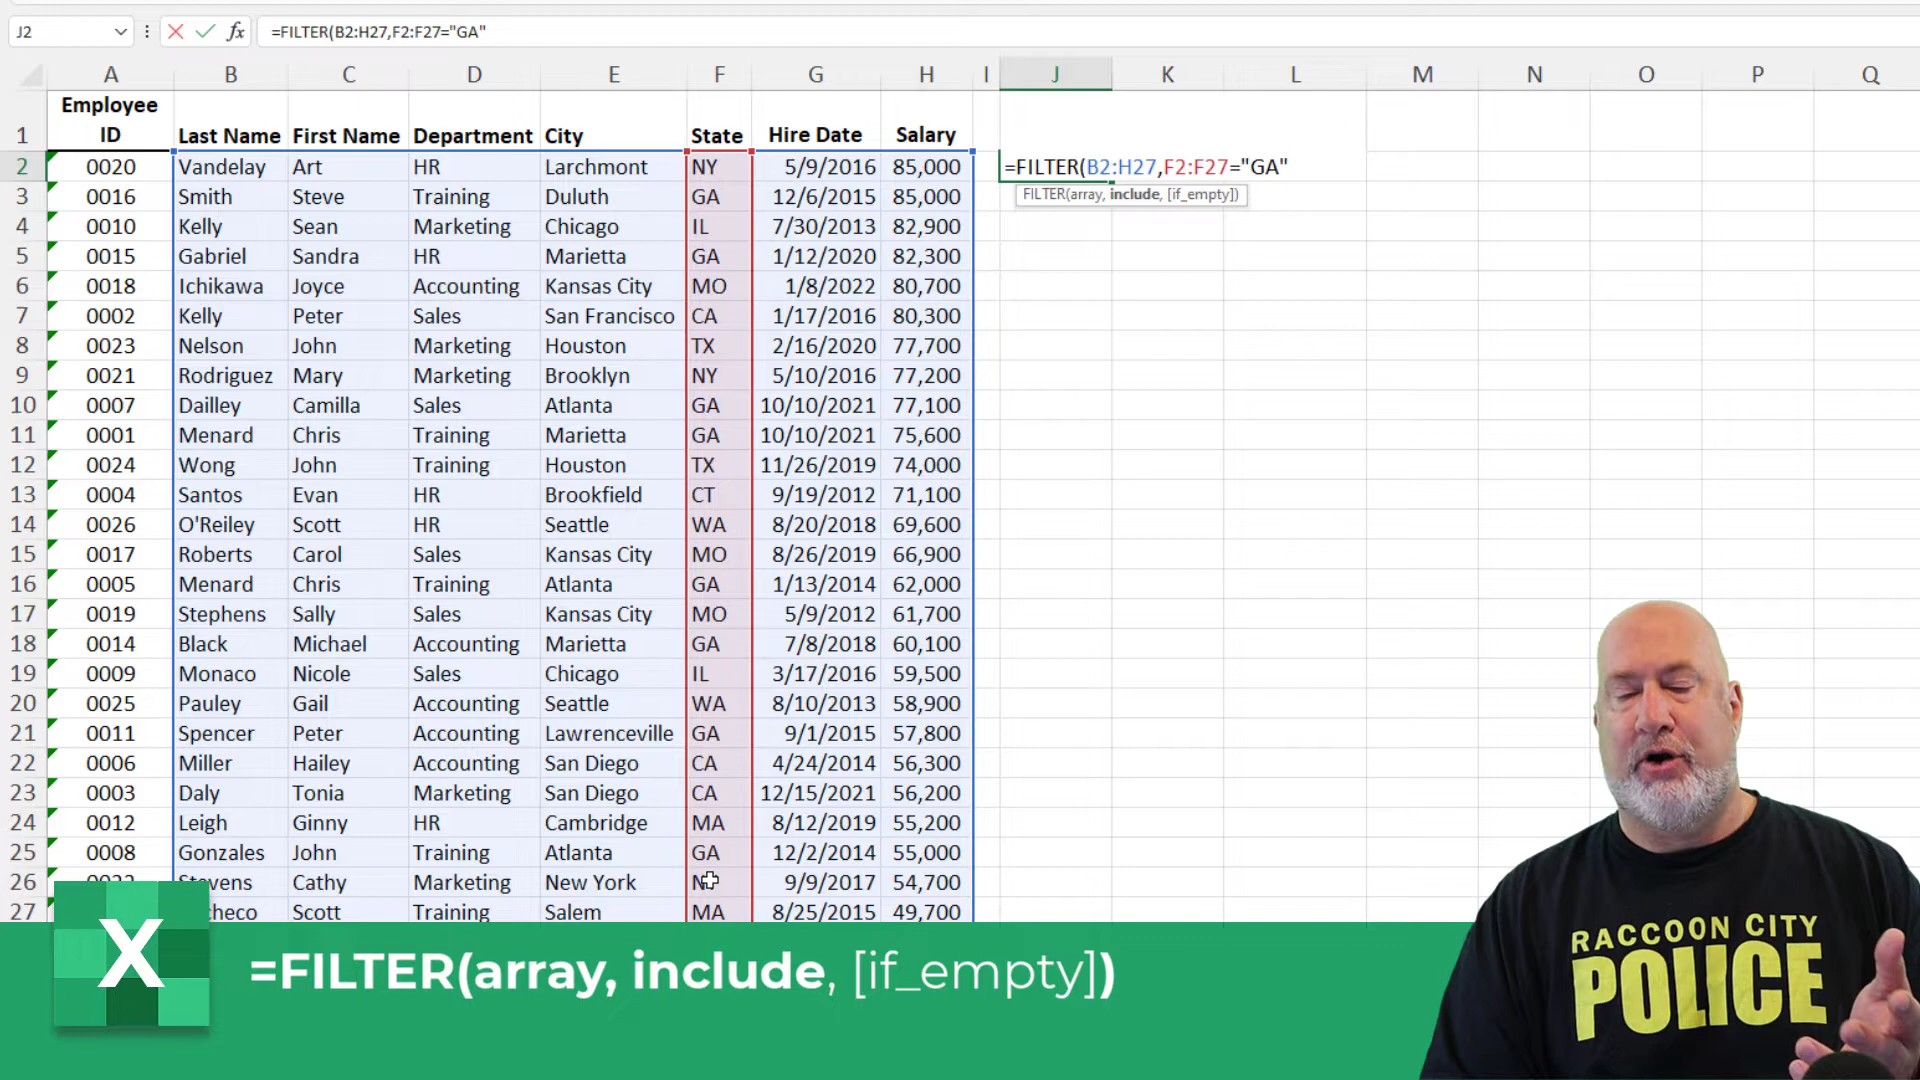 J2 =FILTER(B2:H27,F2:F27="GA"
A B C D E F G H I J K L M N O P Q
Employee
1 ID Last Name First Name Department City State Hire Date Salary
2 0020 Vandelay Art HR Larchmont NY 5/9/2016 85,000 =FILTER(B2:H27,F2:F27="GA"
3 0016 Smith Steve Training Duluth GA 12/6/2015 85,000 FILTER(array, include, [if_empty])
4 0010 Kelly Sean Marketing Chicago IL 7/30/2013 82,900
5 0015 Gabriel Sandra HR Marietta GA 1/12/2020 82,300
6 0018 Ichikawa Joyce Accounting Kansas City MO 1/8/2022 80,700
7 0002 Kelly Peter Sales San Francisco CA 1/17/2016 80,300
8 0023 Nelson John Marketing Houston TX 2/16/2020 77,700
9 0021 Rodriguez Mary Marketing Brooklyn NY 5/10/2016 77,200
10 0007 Dailley Camilla Sales Atlanta GA 10/10/2021 77,100
11 0001 Menard Chris Training Marietta GA 10/10/2021 75,600
12 0024 Wong John Training Houston TX 11/26/2019 74,000
13 0004 Santos Evan HR Brookfield CT 9/19/2012 71,100
14 0026 O'Reiley Scott HR Seattle WA 8/20/2018 69,600
15 0017 Roberts Carol Sales Kansas City MO 8/26/2019 66,900
16 0005 Menard Chris Training Atlanta GA 1/13/2014 62,000
17 0019 Stephens Sally Sales Kansas City MO 5/9/2012 61,700
18 0014 Black Michael Accounting Marietta GA 7/8/2018 60,100
19 0009 Monaco Nicole Sales Chicago IL 3/17/2016 59,500
20 0025 Pauley Gail Accounting Seattle WA 8/10/2013 58,900
21 0011 Spencer Peter Accounting Lawrenceville GA 9/1/2015 57,800
22 0006 Miller Hailey Accounting San Diego CA 4/24/2014 56,300
23 0003 Daly Tonia Marketing San Diego CA 12/15/2021 56,200
24 0012 Leigh Ginny HR Cambridge MA 8/12/2019 55,200
25 0008 Gonzales John Training Atlanta GA 12/2/2014 55,000
26 Cathy Marketing New York 9/9/2017 54,700
27 Scott Training Salem MA 8/25/2015 49,700
X =FILTER(array, include, [if_empty])
RACCOON CITY
POLICE